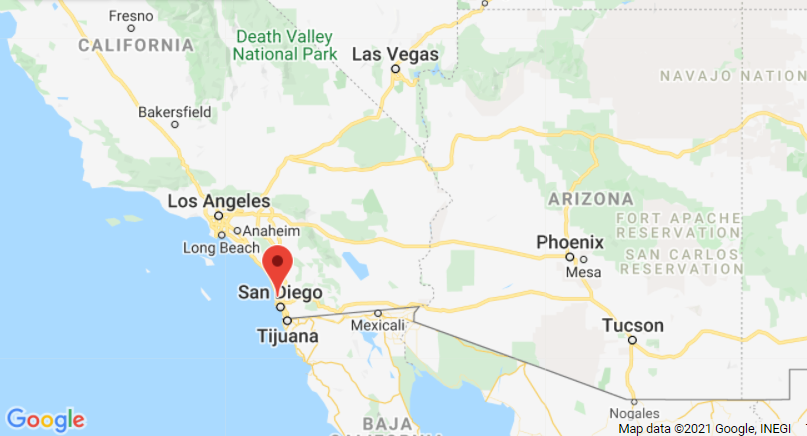 Fresno
CALIFORNIA
Death Valley
National Park
Las Vegas
NAVAJO NATION
Bakersfield
Los Angeles
Anaheim
Long Beach
ARIZONA
FORT APACHE
RESERVATION
SAN CARLOS
RESERVATION
Phoenix
Mesa
San Diego
Tijuana
Mexicali
Tucson
Nogales
BAJA
CALIFORNIA
Google
Map data ©2021 Google, INEGI